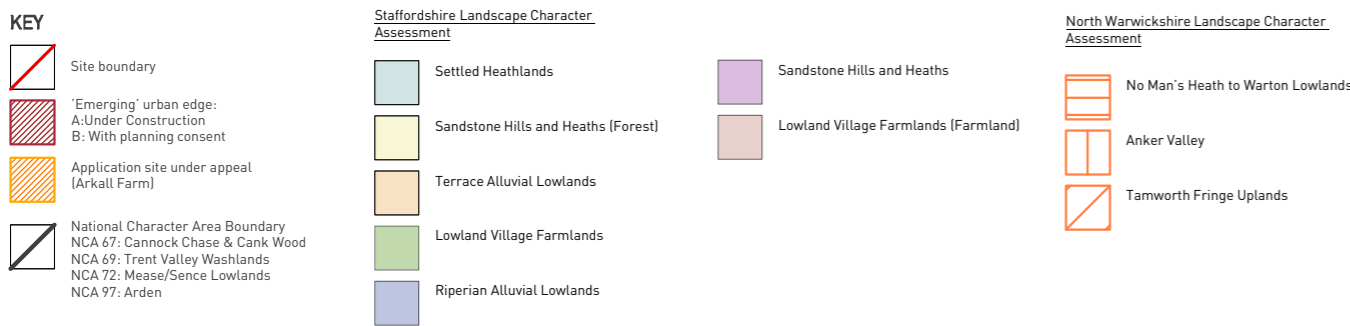 KEY
Site boundary
'Emerging' urban edge:
A:Under Construction
B: With planning consent
Application site under appeal
(Arkall Farm)
National Character Area Boundary
NCA 67: Cannock Chase & Cank Wood
NCA 69: Trent Valley Washlands
NCA 72: Mease/Sence Lowlands
NCA 97: Arden
Staffordshire Landscape Character
Assessment
Settled Heathlands
Sandstone Hills and Heaths (Forest)
Terrace Alluvial Lowlands
Lowland Village Farmlands
Riperian Alluvial Lowlands
Sandstone Hills and Heaths
Lowland Village Farmlands (Farmland)
North Warwickshire Landscape Character
Assessment
No Man's Heath to Warton Lowlands
Anker Valley
Tamworth Fringe Uplands